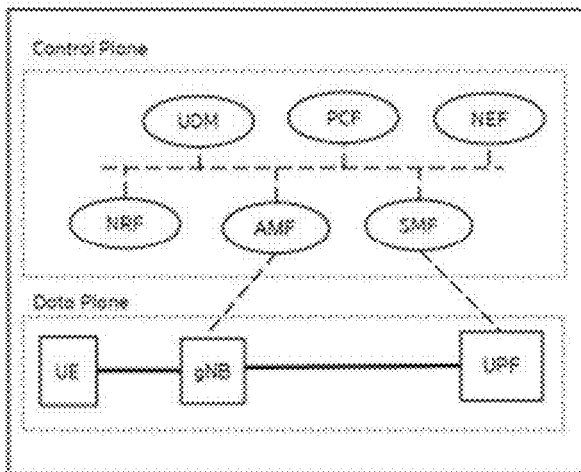 Control Plane
UDM PCF NEF
NRF AMF SMF
Data Plane
UE gNB UPF